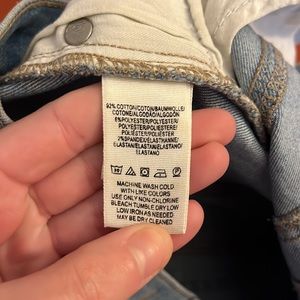 92% COTTON/COTON/BAUMWOLLE/
COTONE/ALGODÃO/ALGODÓN
6%POLYESTER/POLYESTER/
POLYESTER/POLIESTERE/
POLIÉSTER/POLIÉSTER
2%SPANDEX/ELASTHANNE/
ELASTAN/ELASTAN/ELASTANO/
ELASTANO
MACHINE WASH COLD
WITH LIKE COLORS
USE ONLY NON-CHLORINE
BLEACH TUMBLE DRY LOW
LOW IRON AS NEEDED
MAY BE DRY CLEANED